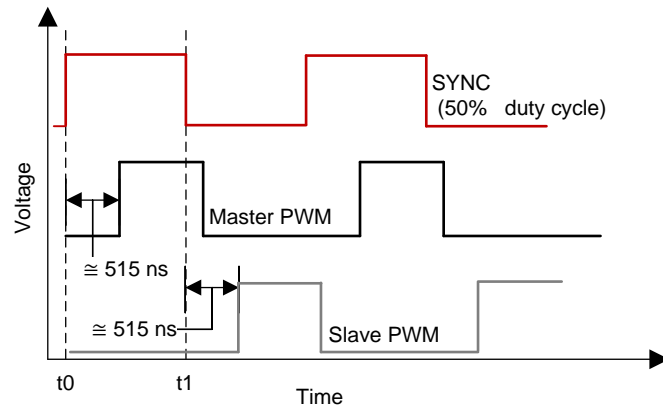 SYNC
(50% duty cycle)
Voltage
Master PWM
≅ 515 ns
≅ 515 ns
Slave PWM
t0
t1
Time